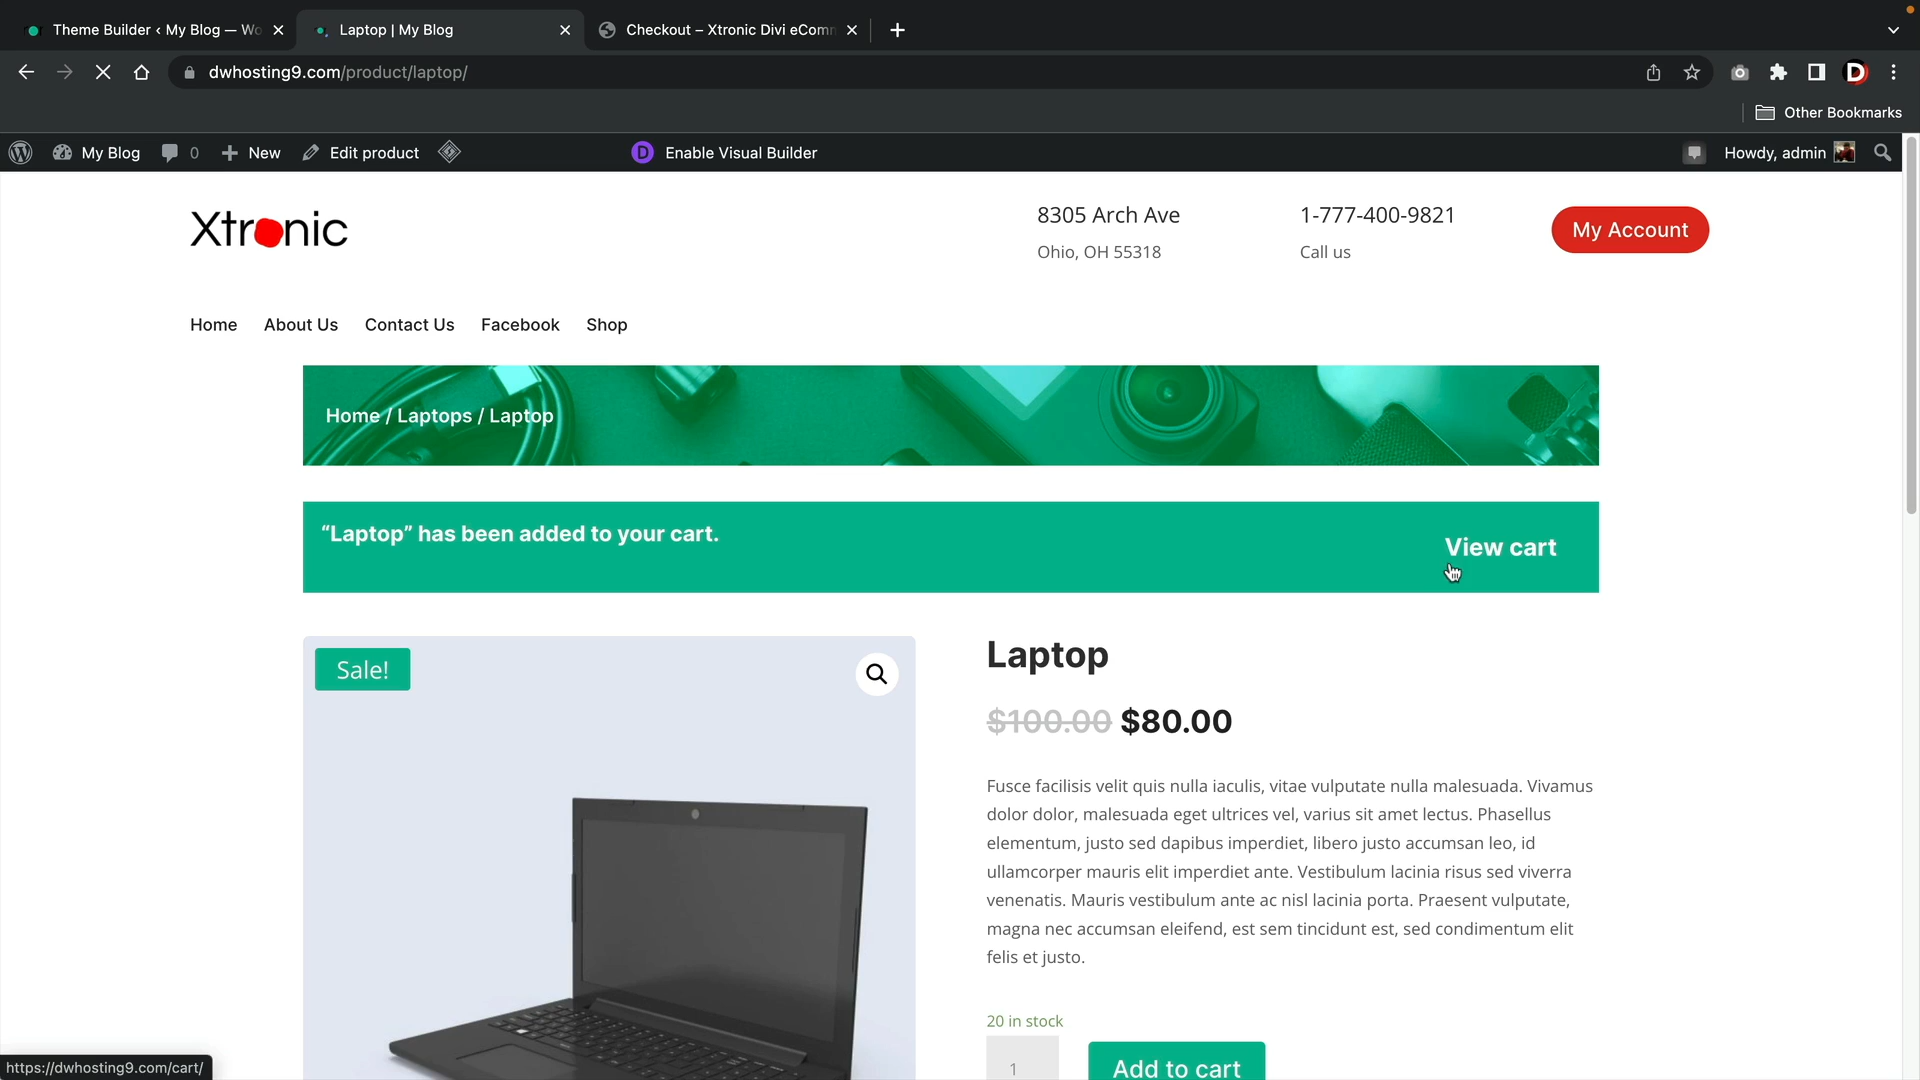 Theme Builder ‹ My Blog — Wo
Laptop | My Blog
Checkout – Xtronic Divi eComm
dwhosting9.com/product/laptop/
Other Bookmarks
My Blog
0
New
Edit product
Enable Visual Builder
Howdy, admin
Xtronic
8305 Arch Ave
Ohio, OH 55318
1-777-400-9821
Call us
My Account
Home
About Us
Contact Us
Facebook
Shop
Home / Laptops / Laptop
“Laptop” has been added to your cart.
View cart
Sale!
Laptop
$100.00 $80.00
Fusce facilisis velit quis nulla iaculis, vitae vulputate nulla malesuada. Vivamus
dolor dolor, malesuada eget ultrices vel, varius sit amet lectus. Phasellus
elementum, justo sed dapibus imperdiet, libero justo accumsan leo, id
ullamcorper mauris elit imperdiet ante. Vestibulum lacinia risus sed viverra
venenatis. Mauris vestibulum ante ac nisl lacinia porta. Praesent vulputate,
magna nec accumsan eleifend, est sem tincidunt est, sed condimentum elit
felis et justo.
20 in stock
1
Add to cart
https://dwhosting9.com/cart/